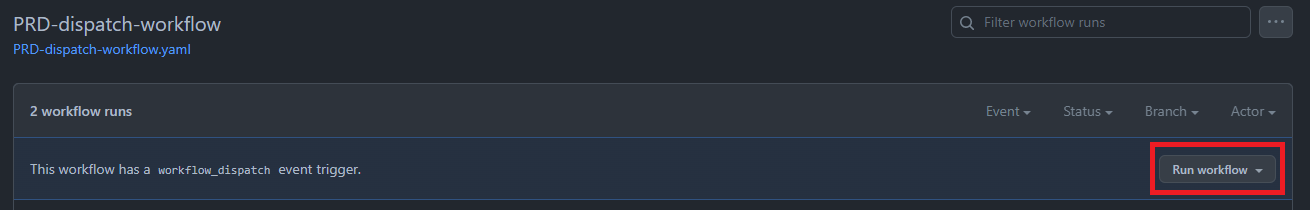 PRD-dispatch-workflow
Filter workflow runs
PRD-dispatch-workflow.yaml
2 workflow runs
Event
Status
Branch
Actor
This workflow has a workflow_dispatch event trigger.
Run workflow